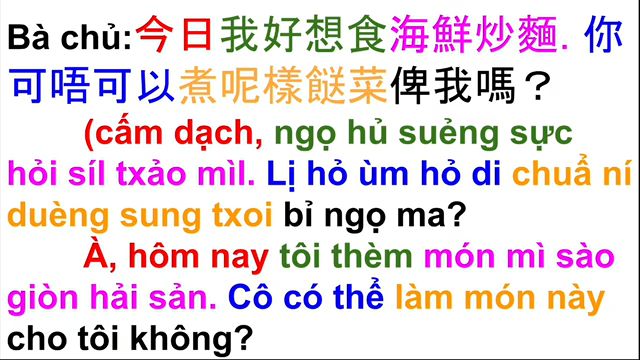 Bà chủ:今日我好想食海鮮炒麵. 你
可唔可以煮呢樣餸菜俾我嗎？
(cấm dạch, ngọ hủ suẻng sực
hỏi síl txảo mìl. Lị hỏ ùm hỏ di chuẩ ní
duèng sung txoi bỉ ngọ ma?
À, hôm nay tôi thèm món mì sào
giòn hải sản. Cô có thể làm món này
cho tôi không?